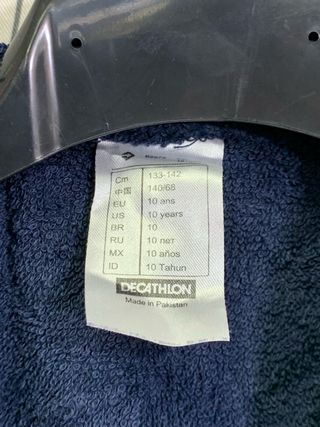 Cm 133-142
中国 140/68
EU 10 ans
US 10 years
BR 10
RU 10 лет
MX 10 años
ID 10 Tahun
DECATHLON
Made in Pakistan